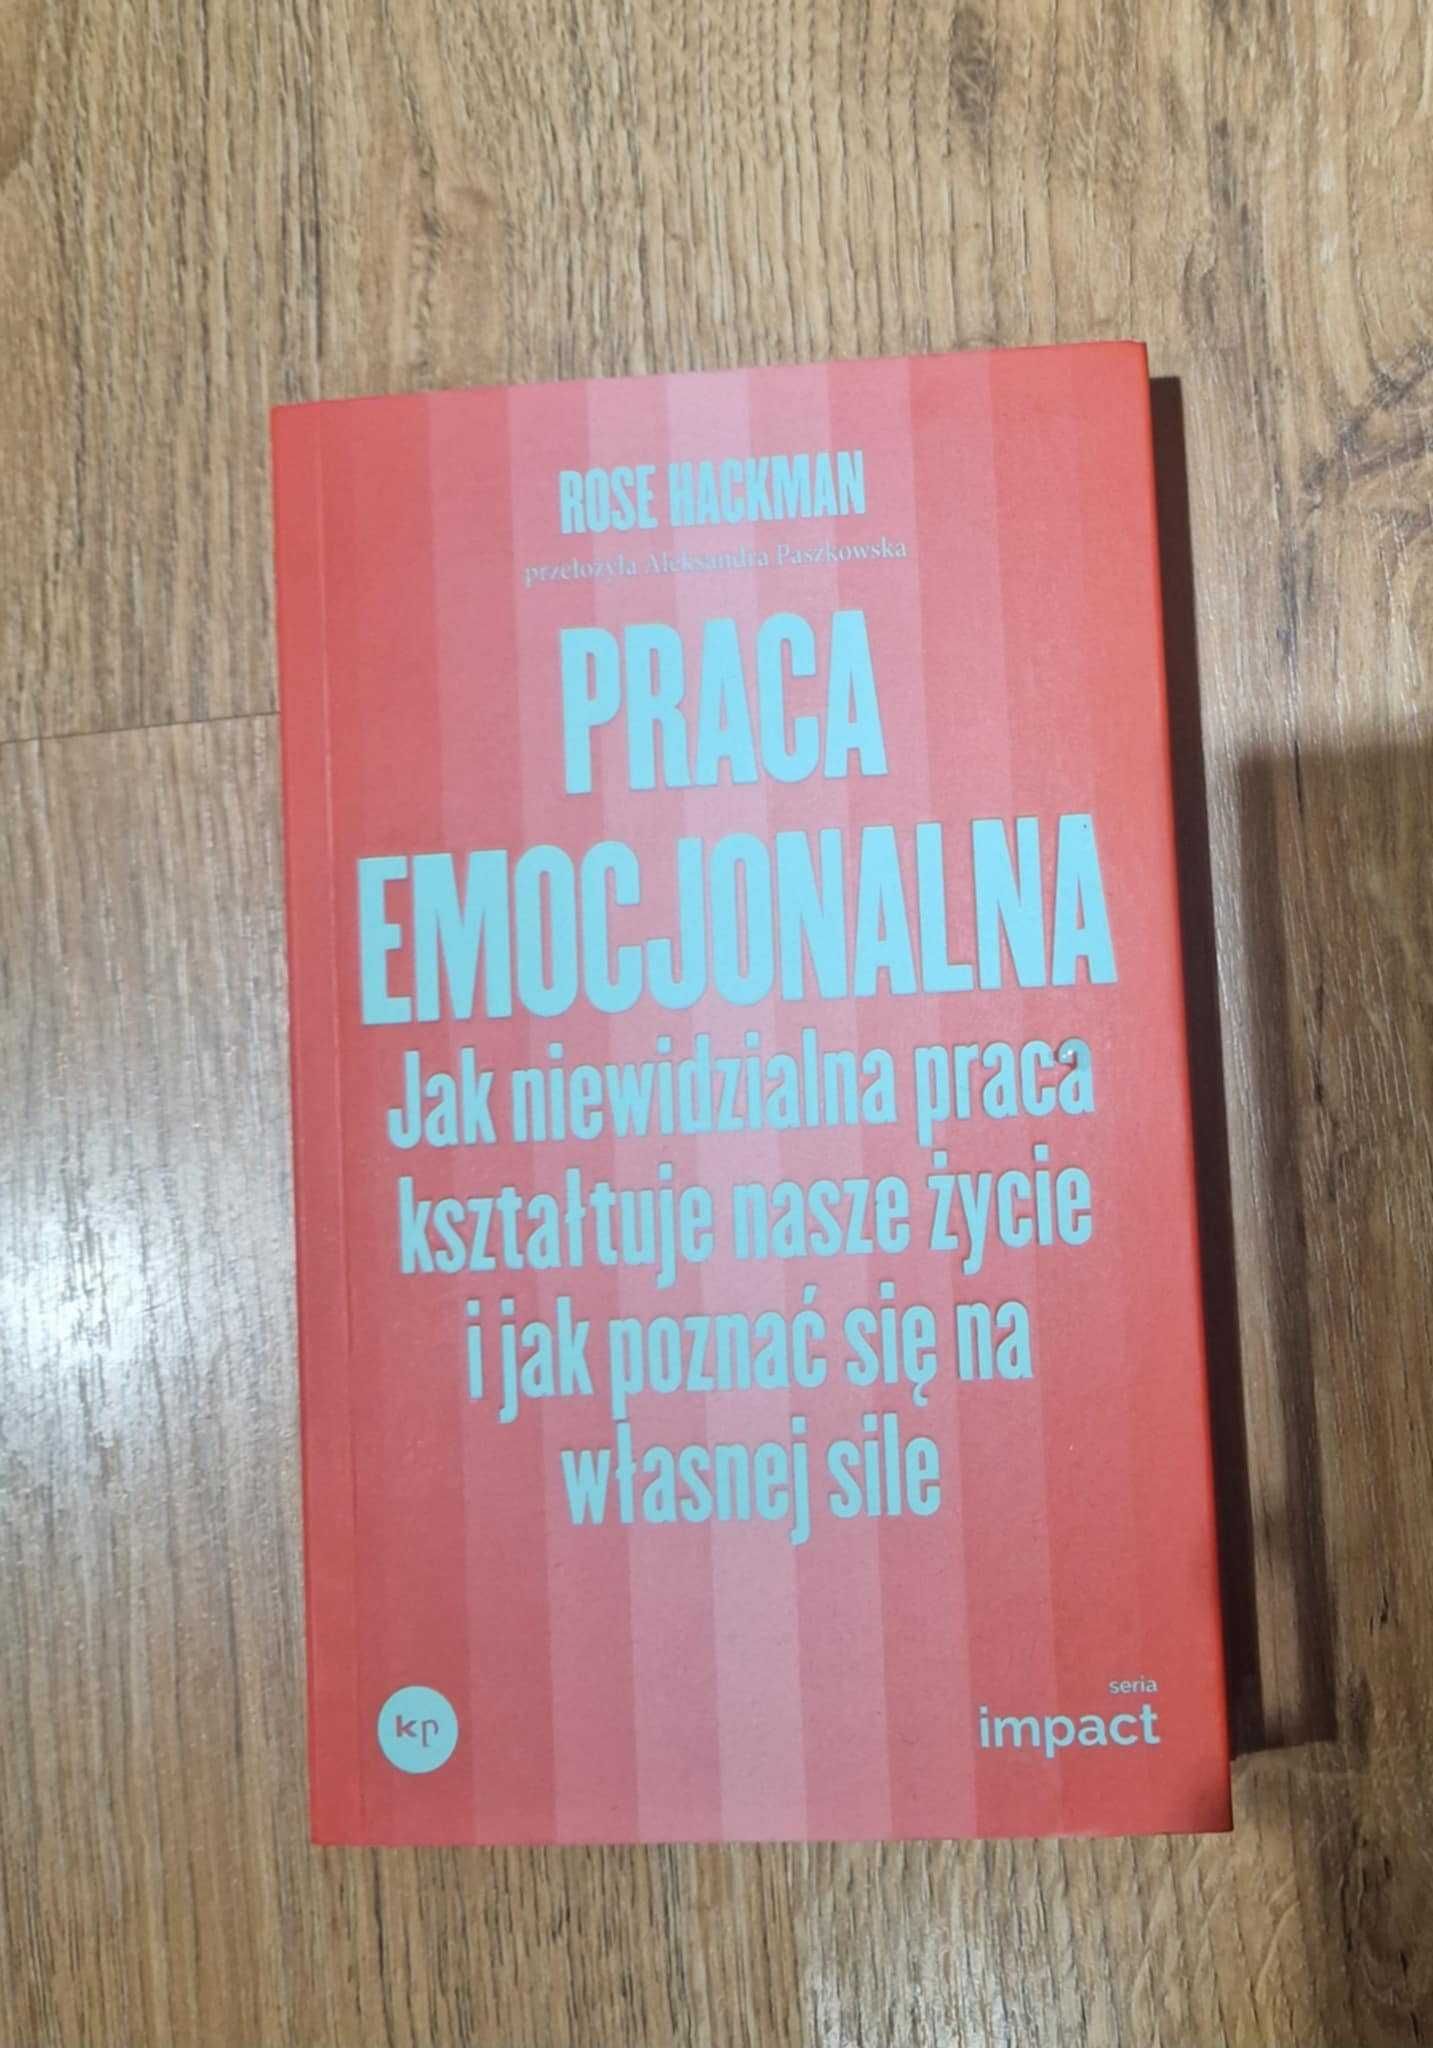 ROSE HACKMAN
przełożyła Aleksandra Paszkowska
PRACA
EMOCJONALNA
Jak niewidzialna praca
kształtuje nasze życie
i jak poznać się na
własnej sile
kp
seria
impact